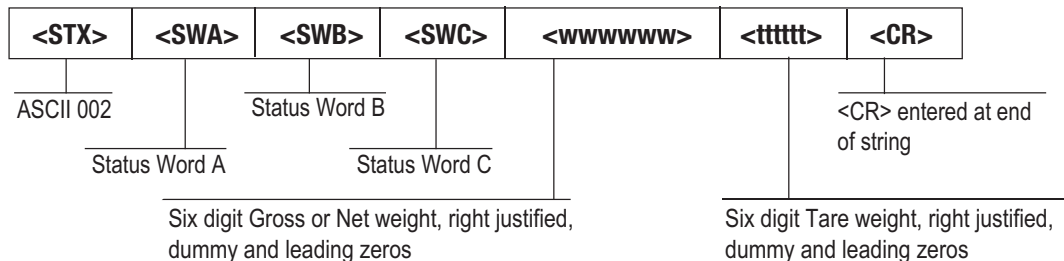 <STX> <SWA> <SWB> <SWC> <wwwwww> <tttttt> <CR>
ASCII 002
Status Word B
<CR> entered at end
of string
Status Word A
Status Word C
Six digit Gross or Net weight, right justified,
dummy and leading zeros
Six digit Tare weight, right justified,
dummy and leading zeros